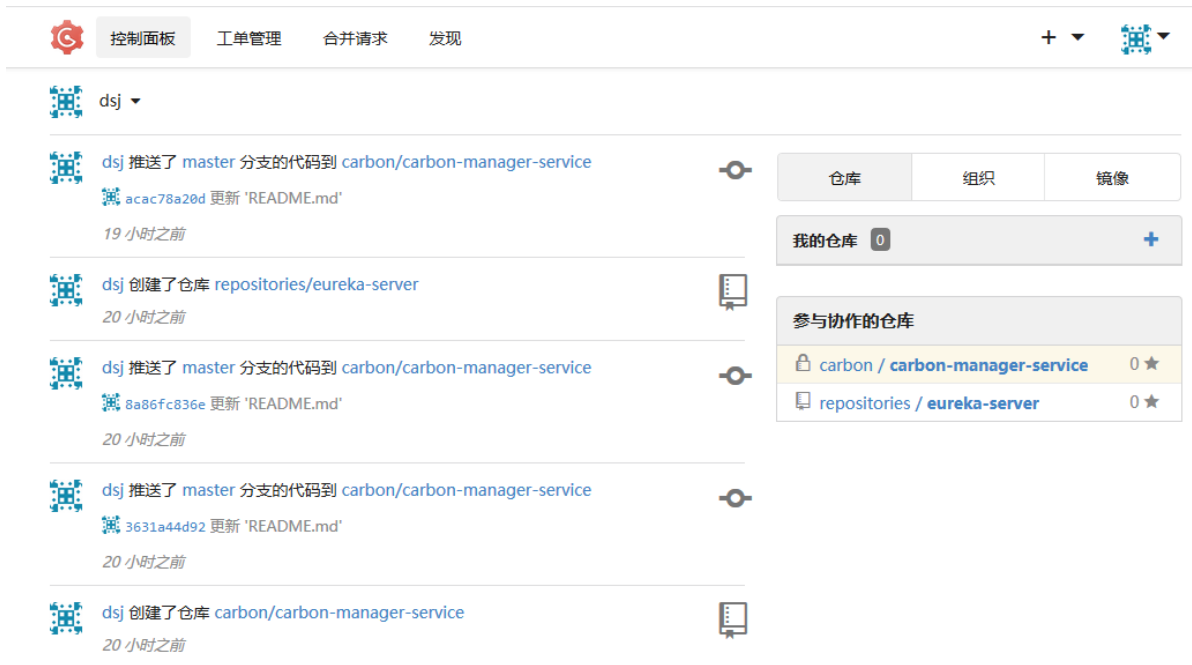 控制面板 工单管理 合并请求 发现
dsj
dsj 推送了 master 分支的代码到 carbon/carbon-manager-service
acac78a20d 更新 'README.md'
19 小时之前
dsj 创建了仓库 repositories/eureka-server
20 小时之前
dsj 推送了 master 分支的代码到 carbon/carbon-manager-service
8a86fc836e 更新 'README.md'
20 小时之前
dsj 推送了 master 分支的代码到 carbon/carbon-manager-service
3631a44d92 更新 'README.md'
20 小时之前
dsj 创建了仓库 carbon/carbon-manager-service
20 小时之前
仓库 组织 镜像
我的仓库 0
参与协作的仓库
carbon / carbon-manager-service 0
repositories / eureka-server 0